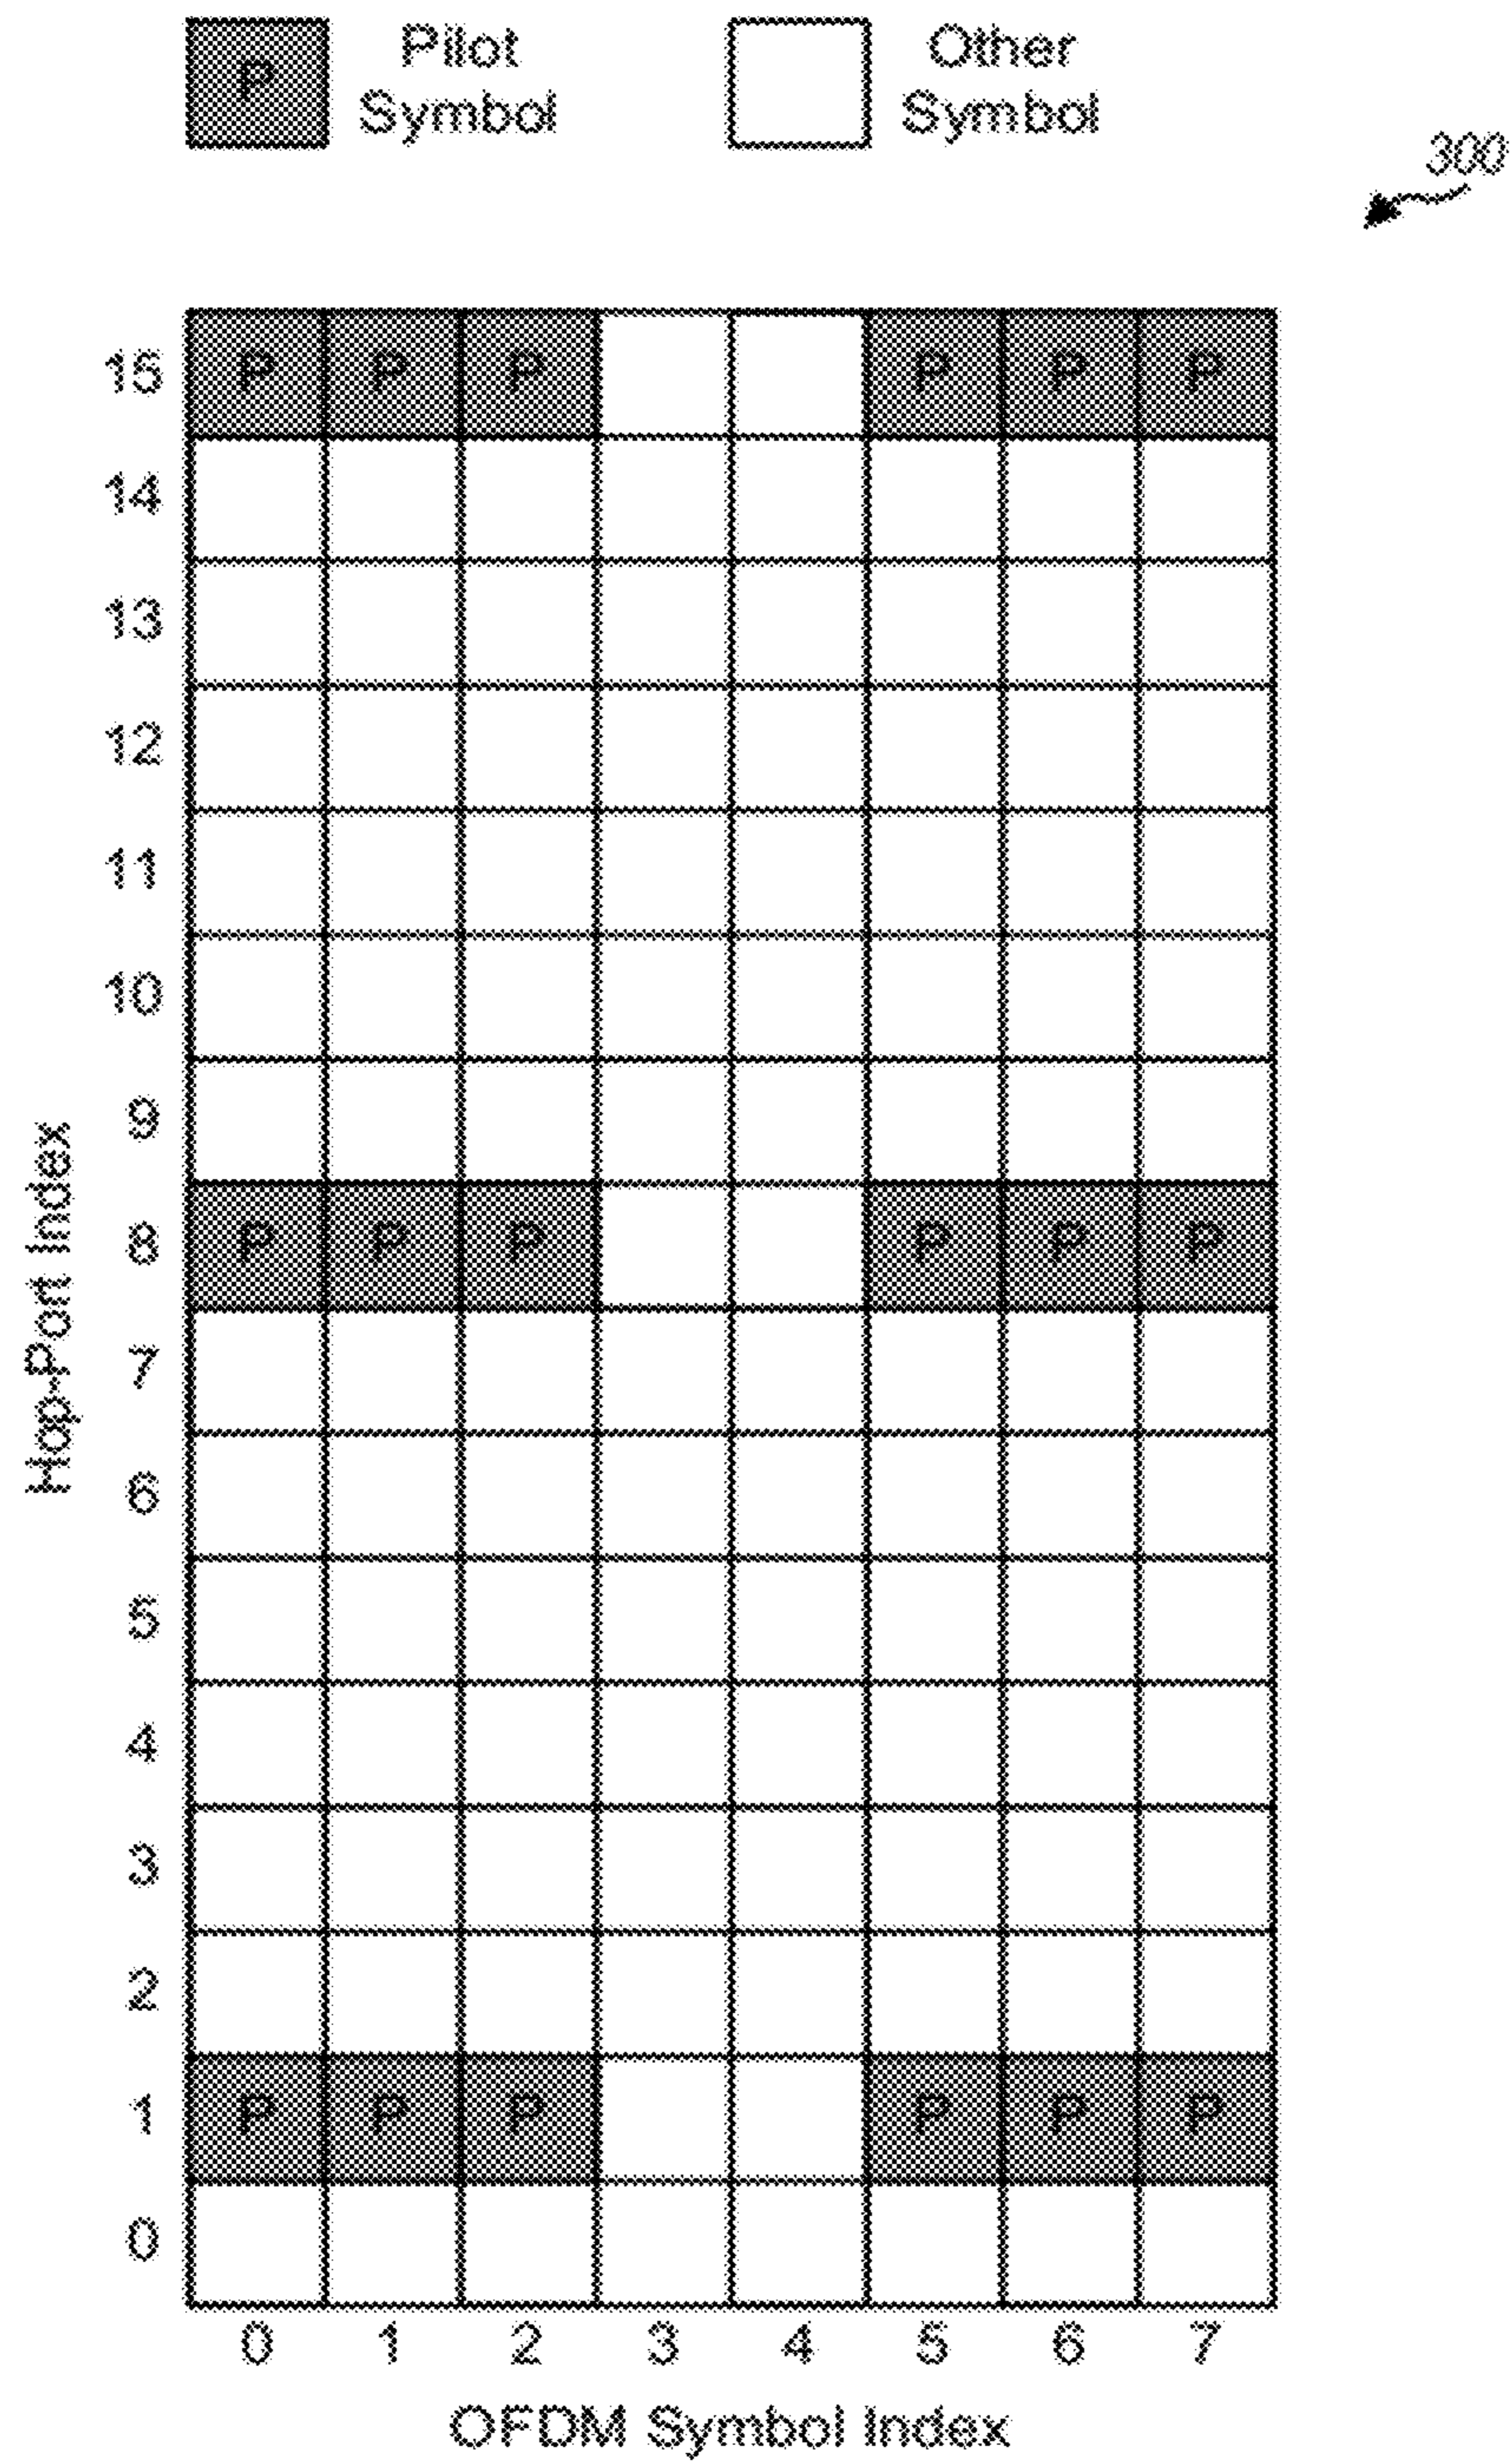 P Pilot Symbol Other Symbol
300
15 P P P P P P
14
13
12
11
10
9
8 P P P P P P
7
6
5
4
3
2
1 P P P P P P
0
Hop-Port Index
0 1 2 3 4 5 6 7
OFDM Symbol Index